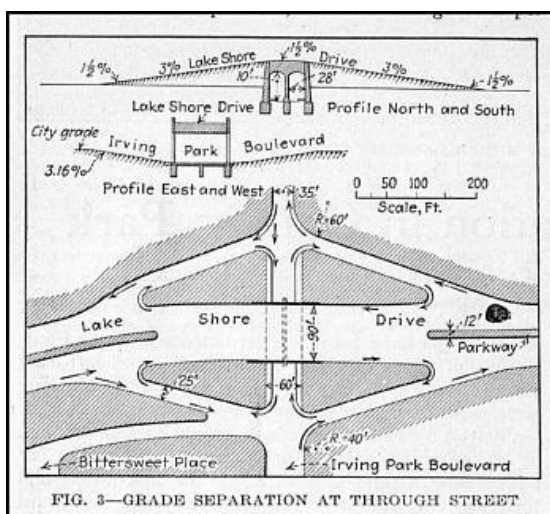 1½%
1½% 3% Lake Shore Drive 3% -1½%
10' 28'
Lake Shore Drive Profile North and South
City grade
Irving Park Boulevard
3.16%
Profile East and West 35'
R=60'
0 100 200
Scale, Ft.
Lake Shore Drive
12'
90'
Parkway
25'
60'
R=40'
Bittersweet Place Irving Park Boulevard
FIG. 3—GRADE SEPARATION AT THROUGH STREET